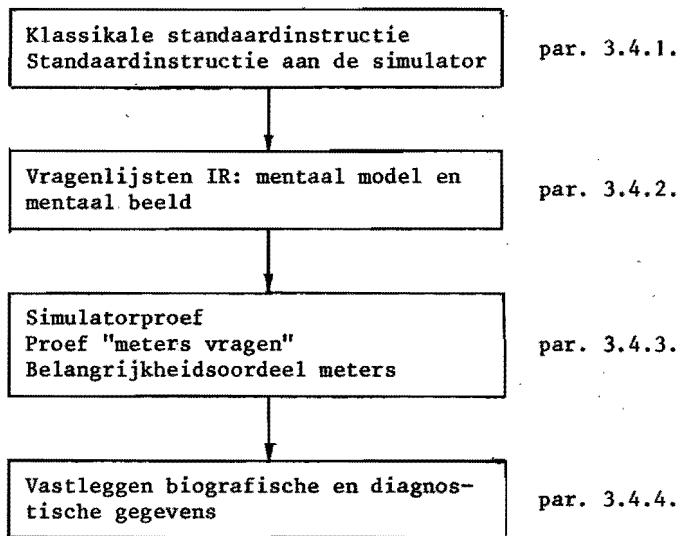 Klassikale standaardinstructie
Standaardinstructie aan de simulator
par. 3.4.1.
Vragenlijsten IR: mentaal model en
mentaal beeld
par. 3.4.2.
Simulatorproef
Proef "meters vragen"
Belangrijkheidsoordeel meters
par. 3.4.3.
Vastleggen biografische en diagnos-
tische gegevens
par. 3.4.4.